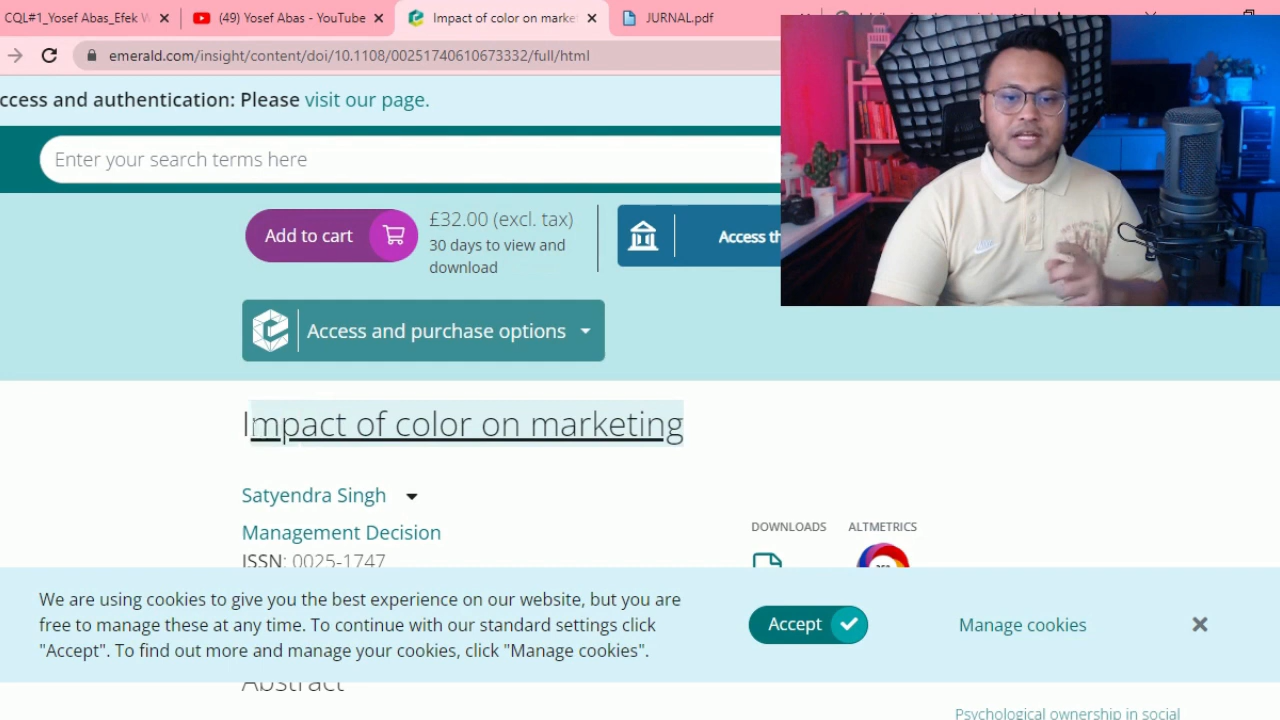 CQL#1_Yosef Abas_Efek
(49) Yosef Abas - YouTube
Impact of color on marke
JURNAL.pdf
emerald.com/insight/content/doi/10.1108/00251740610673332/full/html
ccess and authentication: Please visit our page.
Enter your search terms here
Add to cart
£32.00 (excl. tax)
30 days to view and
download
Access th
Access and purchase options
Impact of color on marketing
Satyendra Singh
Management Decision
ISSN: 0025-1747
DOWNLOADS
ALTMETRICS
We are using cookies to give you the best experience on our website, but you are
free to manage these at any time. To continue with our standard settings click
"Accept". To find out more and manage your cookies, click "Manage cookies".
Accept
Manage cookies
Abstract
Psychological ownership in social